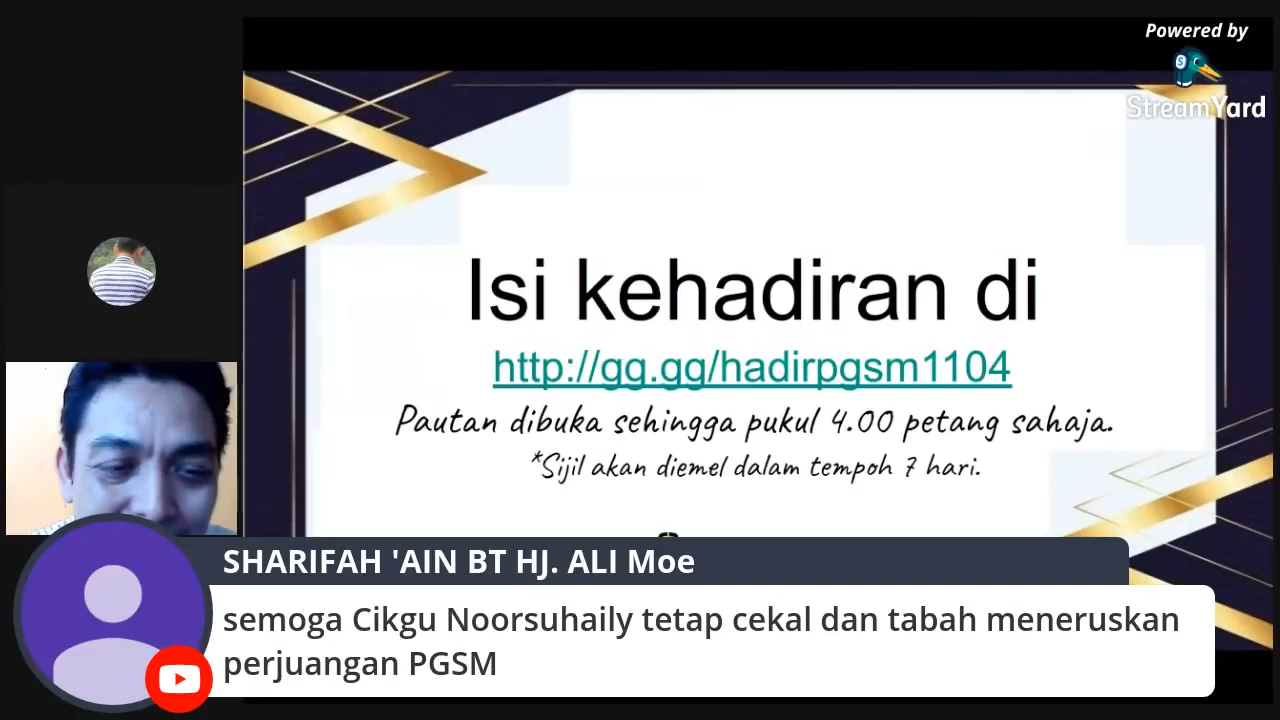 Powered by
StreamYard
Isi kehadiran di
http://gg.gg/hadirpgsm1104
Pautan dibuka sehingga pukul 4.00 petang sahaja.
*Sijil akan diemel dalam tempoh 7 hari.
SHARIFAH 'AIN BT HJ. ALI Moe
semoga Cikgu Noorsuhaily tetap cekal dan tabah meneruskan
perjuangan PGSM